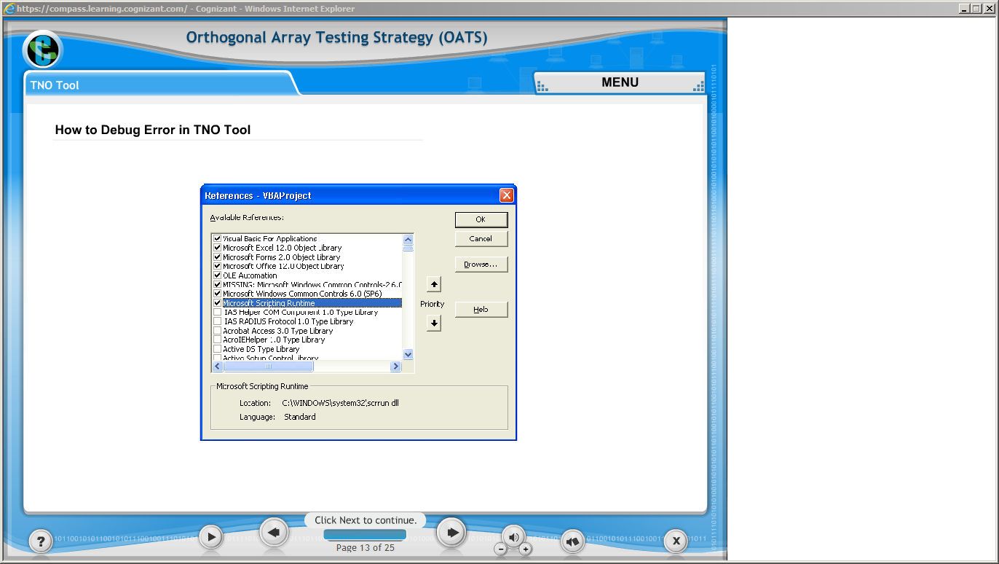 https://compass.learning.cognizant.com/ - Cognizant - Windows Internet Explorer
Orthogonal Array Testing Strategy (OATS)
TNO Tool
MENU
How to Debug Error in TNO Tool
References - VBAProject
Available References:
OK
Visual Basic For Applications
Cancel
Microsoft Excel 12.0 Object Library
Microsoft Forms 2.0 Object Library
Microsoft Office 12.0 Object Library
Browse...
OLE Automation
MISSING: Microsoft Windows Common Controls-2 6.0
Microsoft Windows Common Controls 6.0 (SP6)
Microsoft Scripting Runtime
Priority
IAS Helper COM Component 1.0 Type Library
Help
IAS RADIUS Protocol 1.0 Type Library
Acrobat Access 3.0 Type Library
AcroIEHelper 1.0 Type Library
Active DS Type Library
Active Setup Control Library
Microsoft Scripting Runtime
Location: C:\WINDOWS\system32\scrrun.dll
Language: Standard
Click Next to continue.
Page 13 of 25